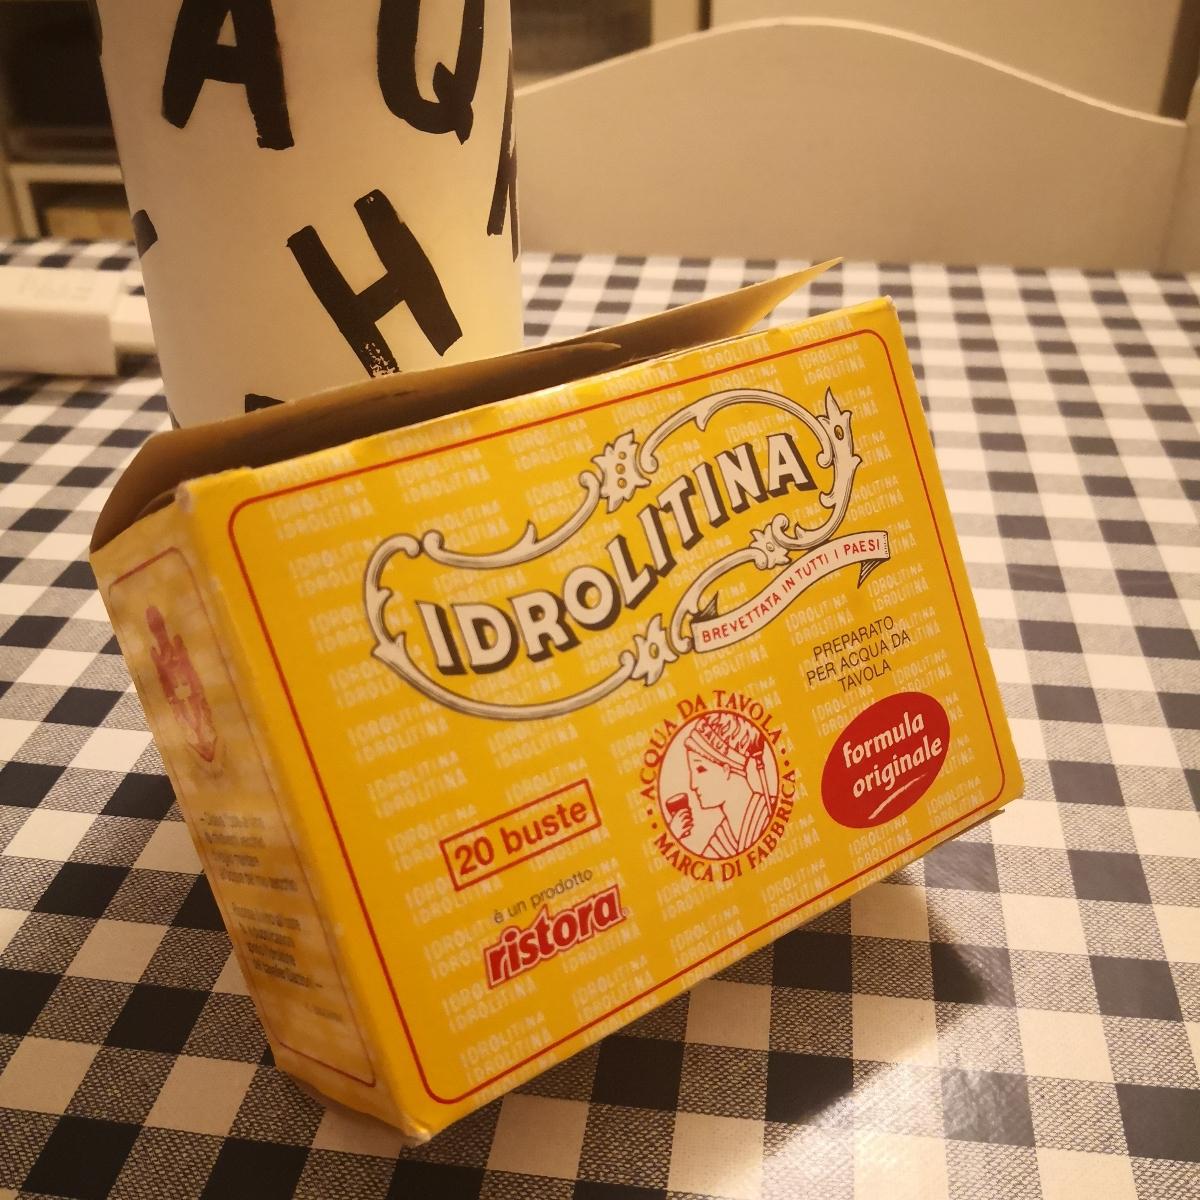 A Q
H
IDROLITINA
BREVETTATA IN TUTTI I PAESI
PREPARATO
PER ACQUA DA
TAVOLA
formula
originale
ACQUA DA TAVOLA
SALUS
MARCA DI FABBRICA
20 buste
è un prodotto
ristora